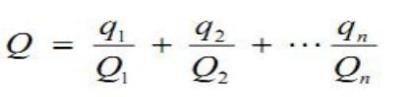 Q = q₁/Q₁ + q₂/Q₂ + ⋯ qₙ/Qₙ